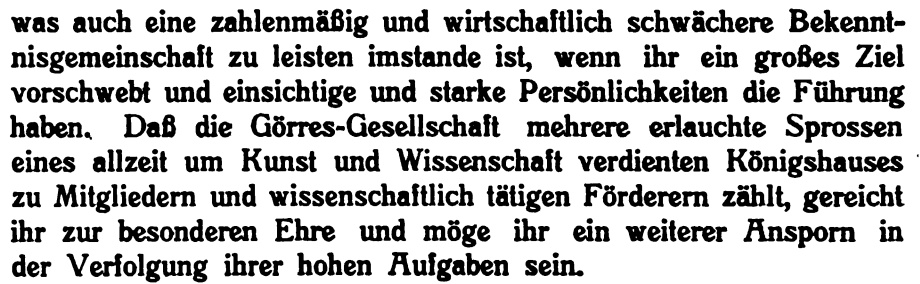 was auch eine zahlenmäßig und wirtschaftlich schwächere Bekennt-
nisgemeinschaft zu leisten imstande ist, wenn ihr ein großes Ziel
vorschwebt und einsichtige und starke Persönlichkeiten die Führung
haben. Daß die Görres-Gesellschaft mehrere erlauchte Sprossen
eines allzeit um Kunst und Wissenschaft verdienten Königshauses
zu Mitgliedern und wissenschaftlich tätigen Förderern zählt, gereicht
ihr zur besonderen Ehre und möge ihr ein weiterer Ansporn in
der Verfolgung ihrer hohen Aufgaben sein.